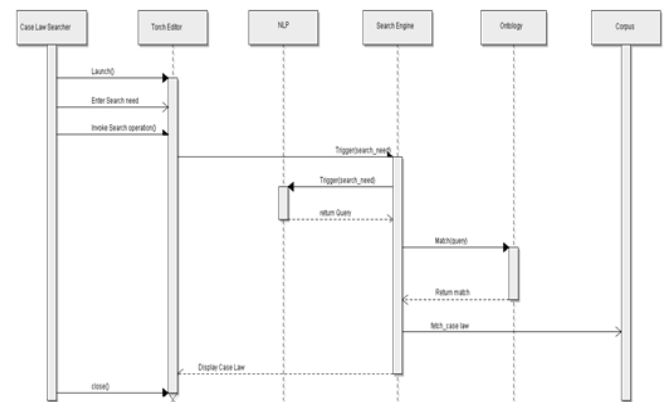 Case Law Searcher
Torch Editor
NLP
Search Engine
Ontology
Corpus
Launch()
Enter Search need
Invoke Search operation()
Trigger(search_need)
Trigger(search_need)
return Query
Match(query)
Return match
fetch_case law
Display Case Law
close()